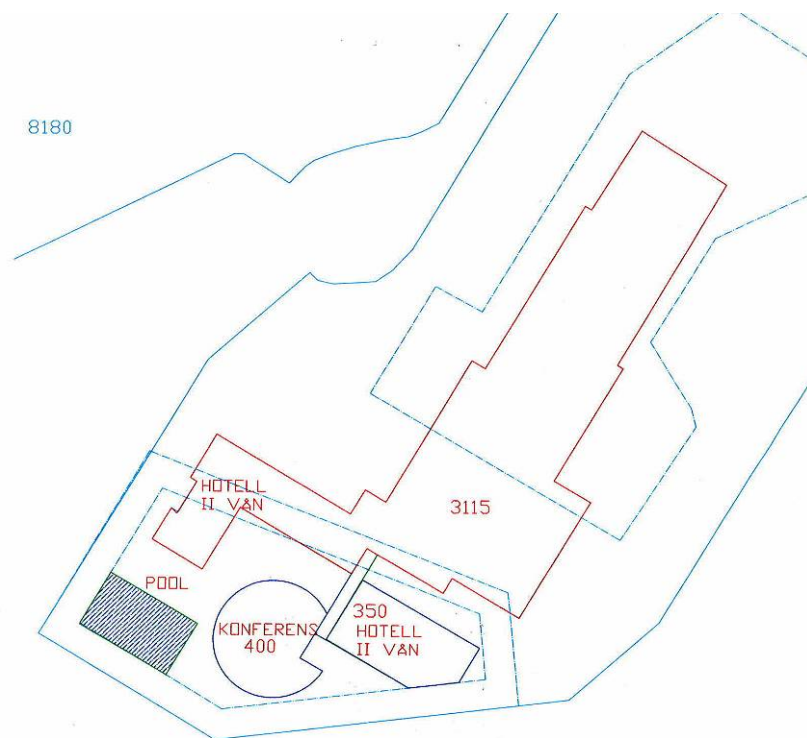 8180
HOTELL
II VÅN
3115
POOL
KONFERENS
400
350
HOTELL
II VÅN